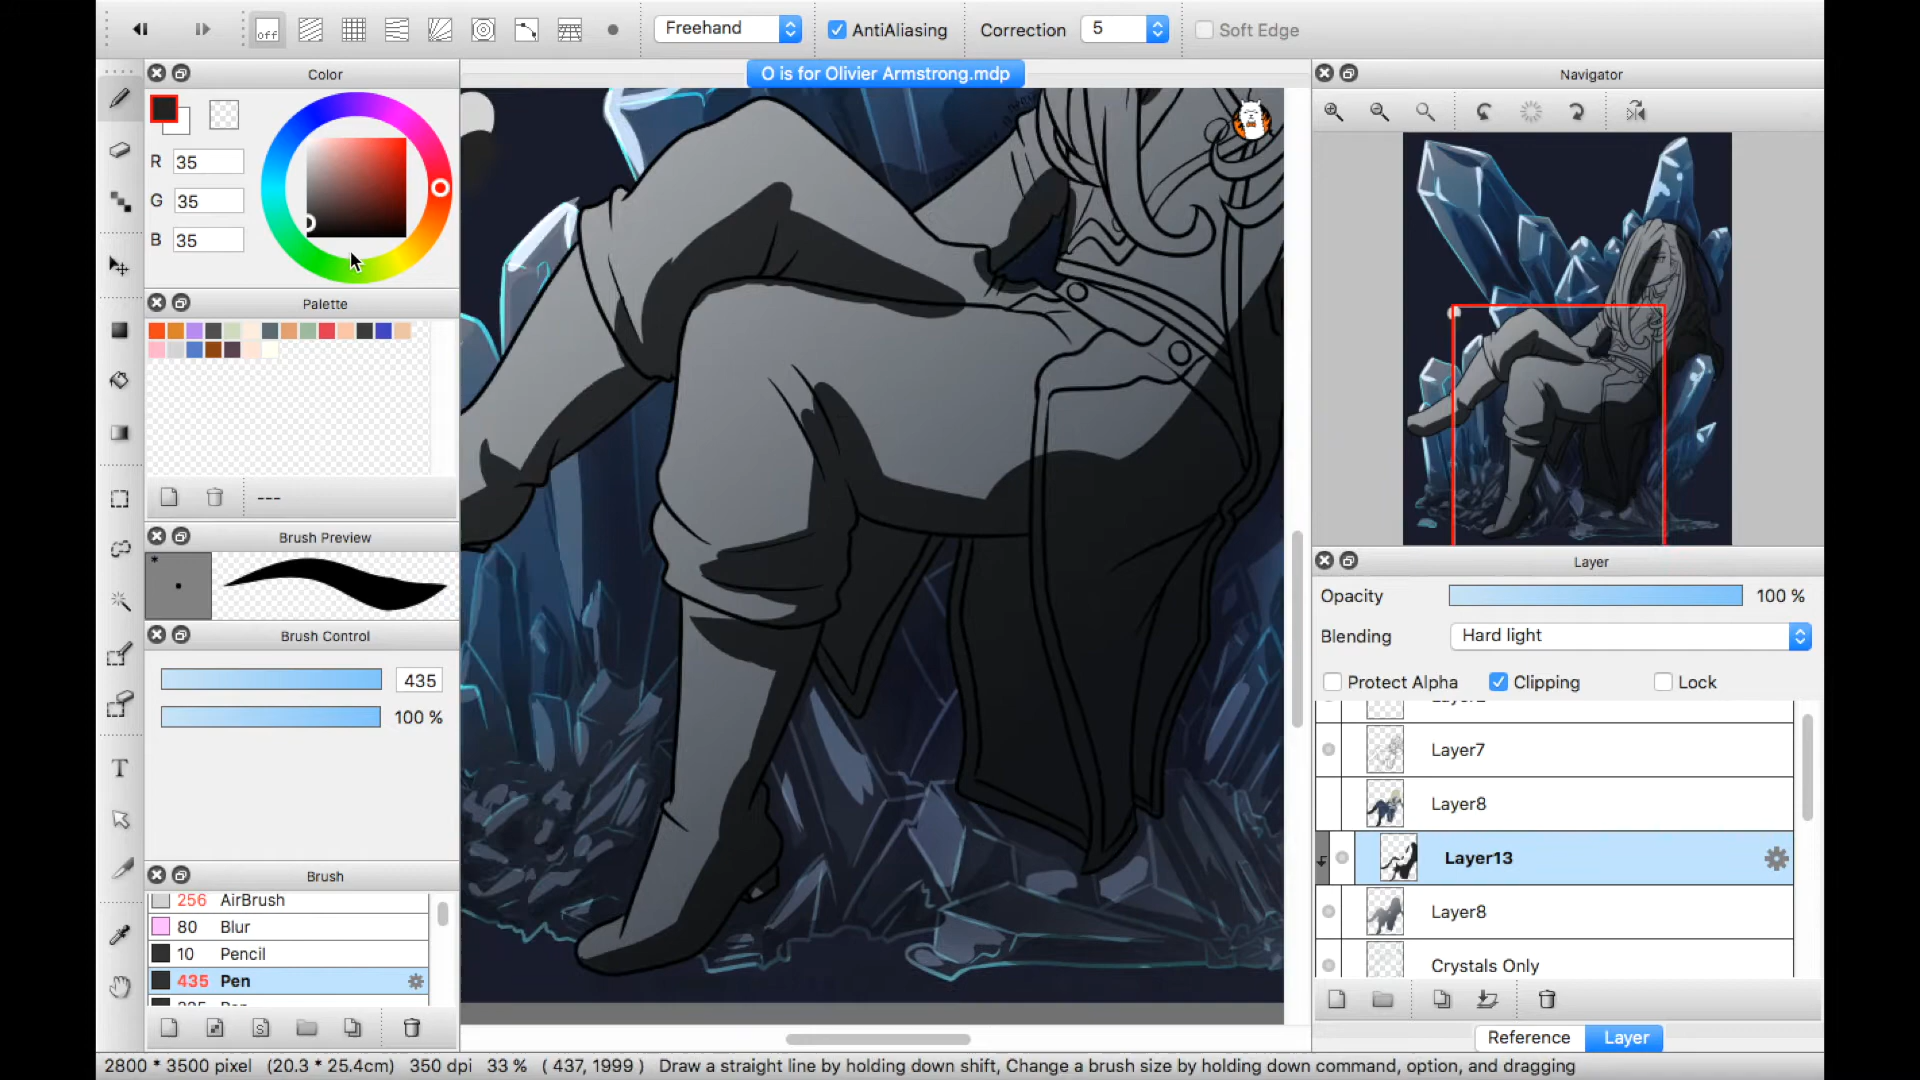 off
Freehand
AntiAliasing
Correction
5
Soft Edge
Color
O is for Olivier Armstrong.mdp
Navigator
R 35
G 35
B 35
Palette
---
Brush Preview
*
Brush Control
435
100 %
Brush
256 AirBrush
80 Blur
10 Pencil
435 Pen
T
Layer
Opacity 100 %
Blending Hard light
Protect Alpha Clipping Lock
Layer7
Layer8
Layer13
Layer8
Crystals Only
S
Reference Layer
2800 * 3500 pixel (20.3 * 25.4cm) 350 dpi 33 % ( 437, 1999 ) Draw a straight line by holding down shift, Change a brush size by holding down command, option, and dragging